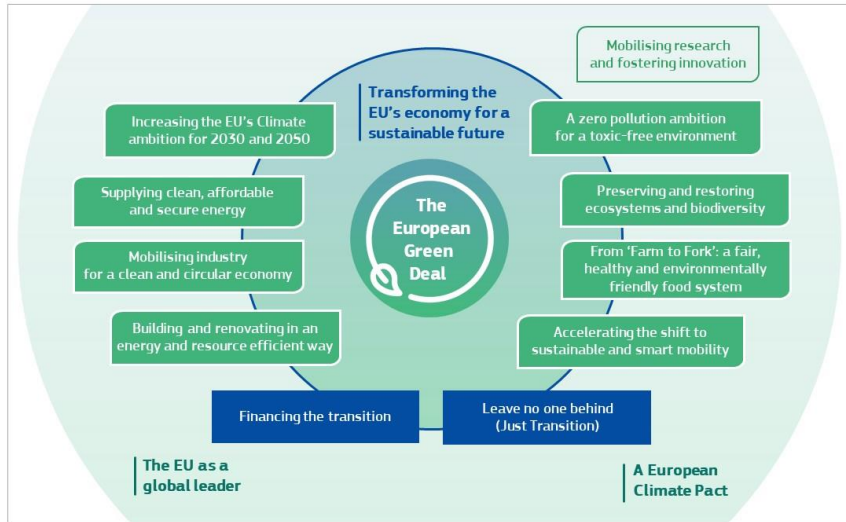 Mobilising research
and fostering innovation
Transforming the
EU's economy for a
sustainable future
Increasing the EU's Climate
ambition for 2030 and 2050
A zero pollution ambition
for a toxic-free environment
Supplying clean, affordable
and secure energy
Preserving and restoring
ecosystems and biodiversity
The
European
Green
Deal
Mobilising industry
for a clean and circular economy
From 'Farm to Fork': a fair,
healthy and environmentally
friendly food system
Building and renovating in an
energy and resource efficient way
Accelerating the shift to
sustainable and smart mobility
Financing the transition
Leave no one behind
(Just Transition)
The EU as a
global leader
A European
Climate Pact